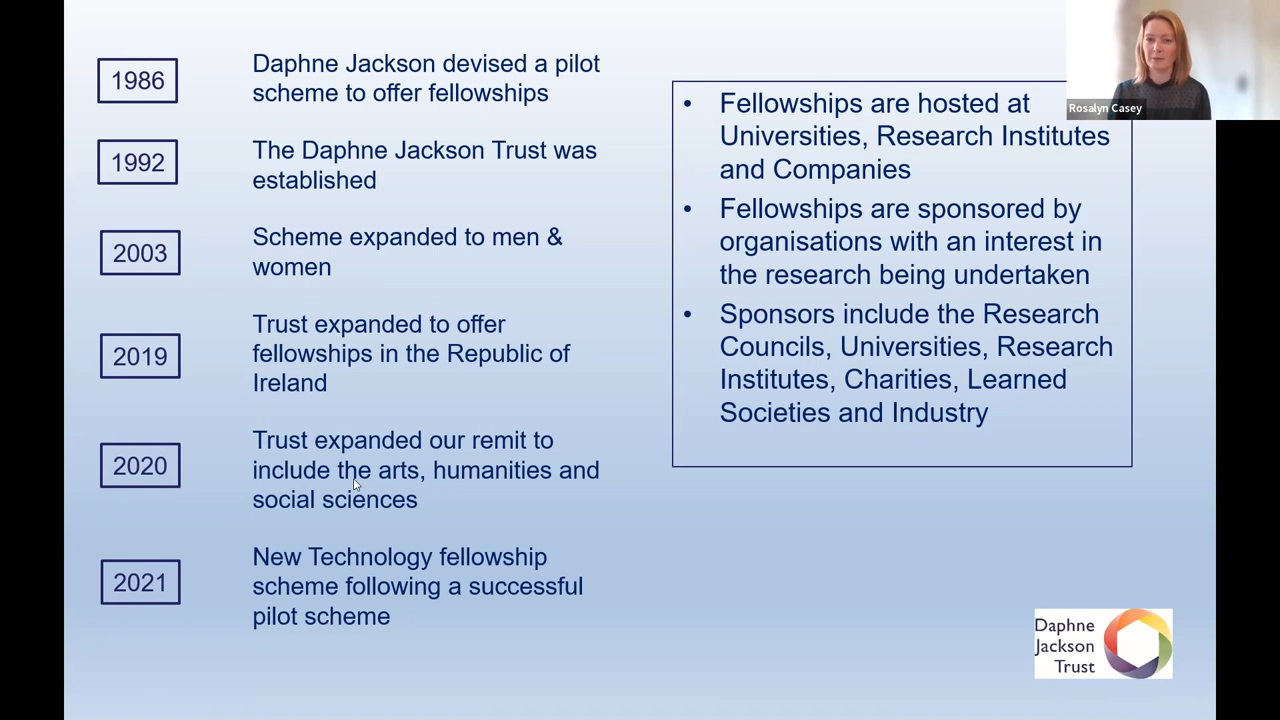 1986
Daphne Jackson devised a pilot
scheme to offer fellowships
1992
The Daphne Jackson Trust was
established
2003
Scheme expanded to men &
women
2019
Trust expanded to offer
fellowships in the Republic of
Ireland
2020
Trust expanded our remit to
include the arts, humanities and
social sciences
2021
New Technology fellowship
scheme following a successful
pilot scheme
• Fellowships are hosted at
Universities, Research Institutes
and Companies
• Fellowships are sponsored by
organisations with an interest in
the research being undertaken
• Sponsors include the Research
Councils, Universities, Research
Institutes, Charities, Learned
Societies and Industry
Rosalyn Casey
Daphne
Jackson
Trust